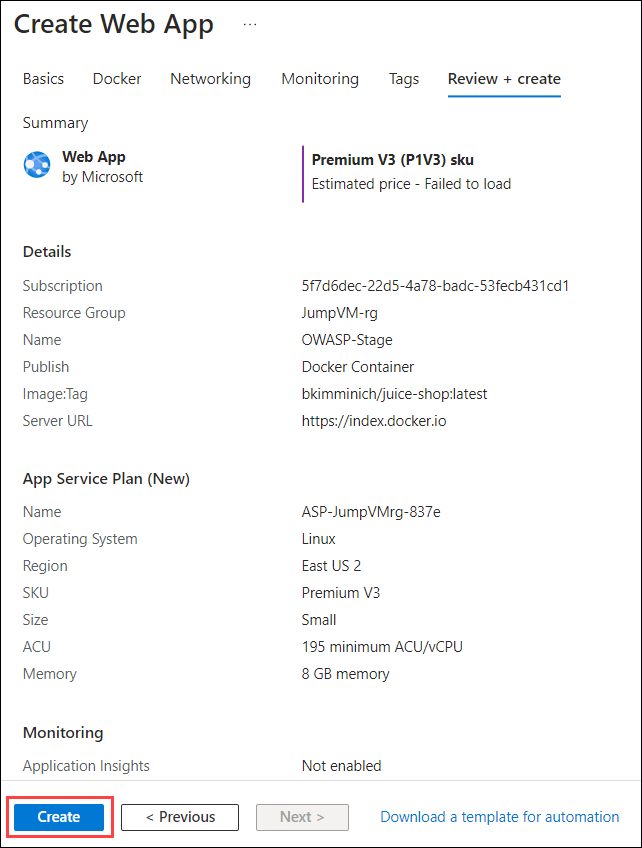 Create Web App ...
Basics Docker Networking Monitoring Tags Review + create
Summary
Web App
by Microsoft
Premium V3 (P1V3) sku
Estimated price - Failed to load
Details
Subscription 5f7d6dec-22d5-4a78-badc-53fecb431cd1
Resource Group JumpVM-rg
Name OWASP-Stage
Publish Docker Container
Image:Tag bkimminich/juice-shop:latest
Server URL https://index.docker.io
App Service Plan (New)
Name ASP-JumpVMrg-837e
Operating System Linux
Region East US 2
SKU Premium V3
Size Small
ACU 195 minimum ACU/vCPU
Memory 8 GB memory
Monitoring
Application Insights Not enabled
Create < Previous Next > Download a template for automation